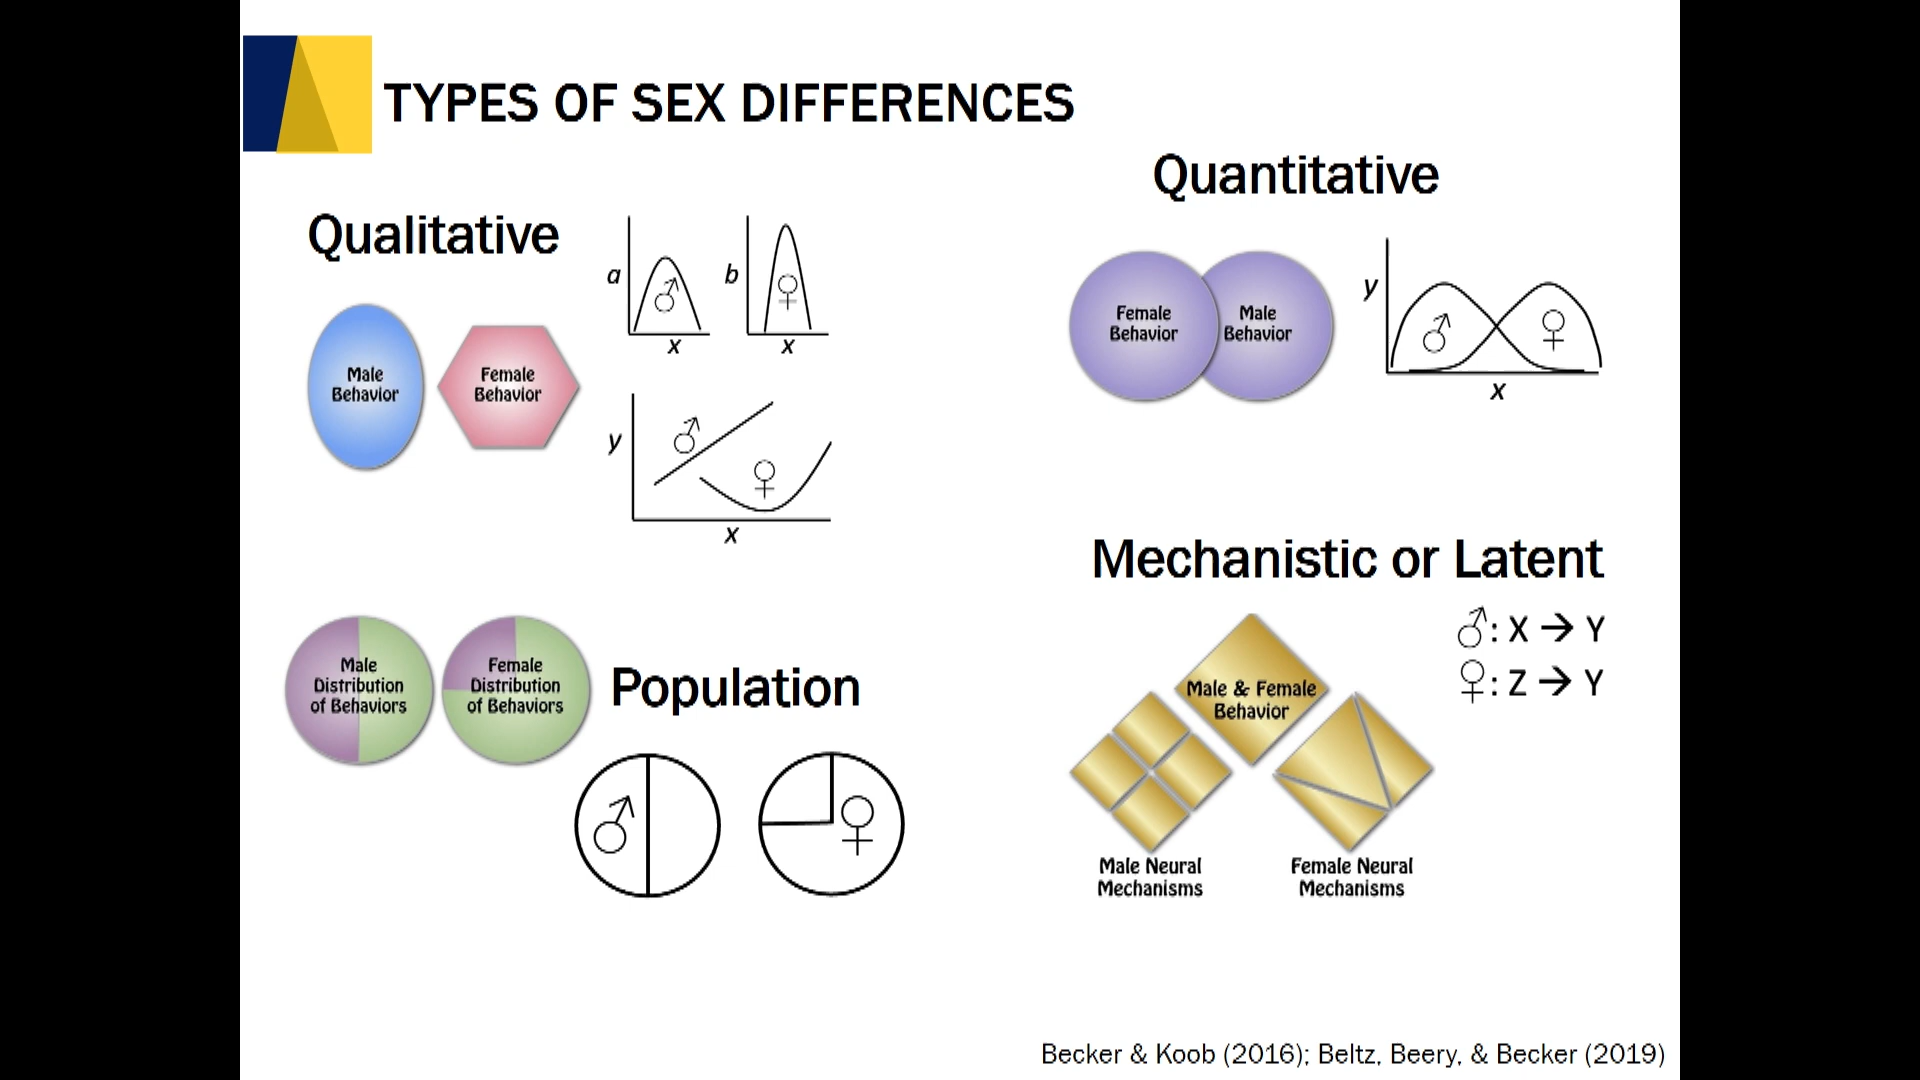 TYPES OF SEX DIFFERENCES
Qualitative
Male
Behavior
Female
Behavior
a
♂
x
b
♀
x
y
♂
♀
x
Quantitative
Female
Behavior
Male
Behavior
y
♂
♀
x
Male
Distribution
of Behaviors
Female
Distribution
of Behaviors
Population
♂
♀
Mechanistic or Latent
♂: X → Y
♀: Z → Y
Male & Female
Behavior
Male Neural
Mechanisms
Female Neural
Mechanisms
Becker & Koob (2016); Beltz, Beery, & Becker (2019)